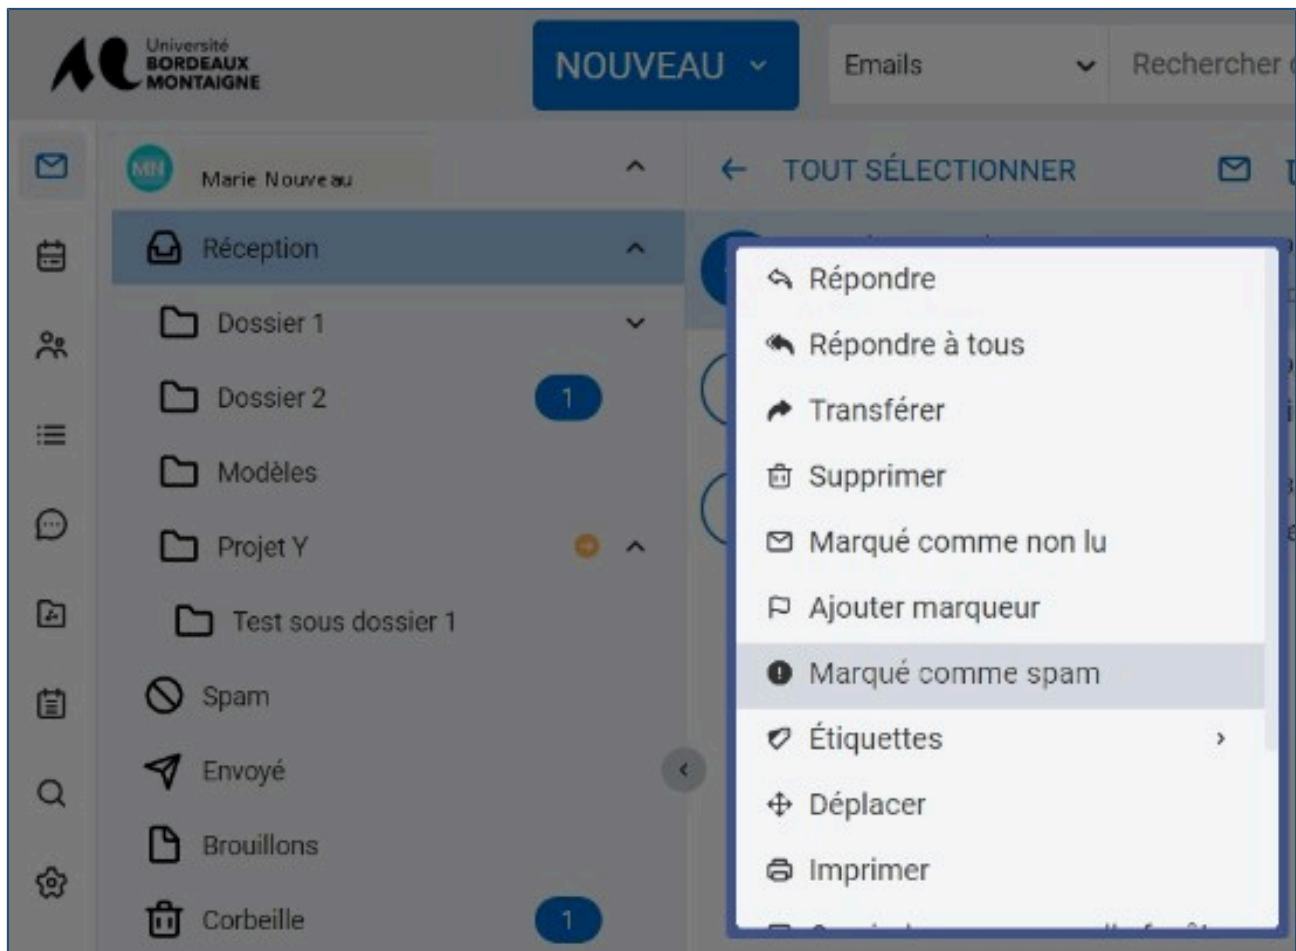 Université
BORDEAUX
MONTAIGNE
NOUVEAU
Emails
Rechercher
MN
Marie Nouveau
TOUT SÉLECTIONNER
Réception
Dossier 1
Dossier 2
1
Modèles
Projet Y
Test sous dossier 1
Spam
Envoyé
Brouillons
Corbeille
1
Répondre
Répondre à tous
Transférer
Supprimer
Marqué comme non lu
Ajouter marqueur
Marqué comme spam
Étiquettes
Déplacer
Imprimer